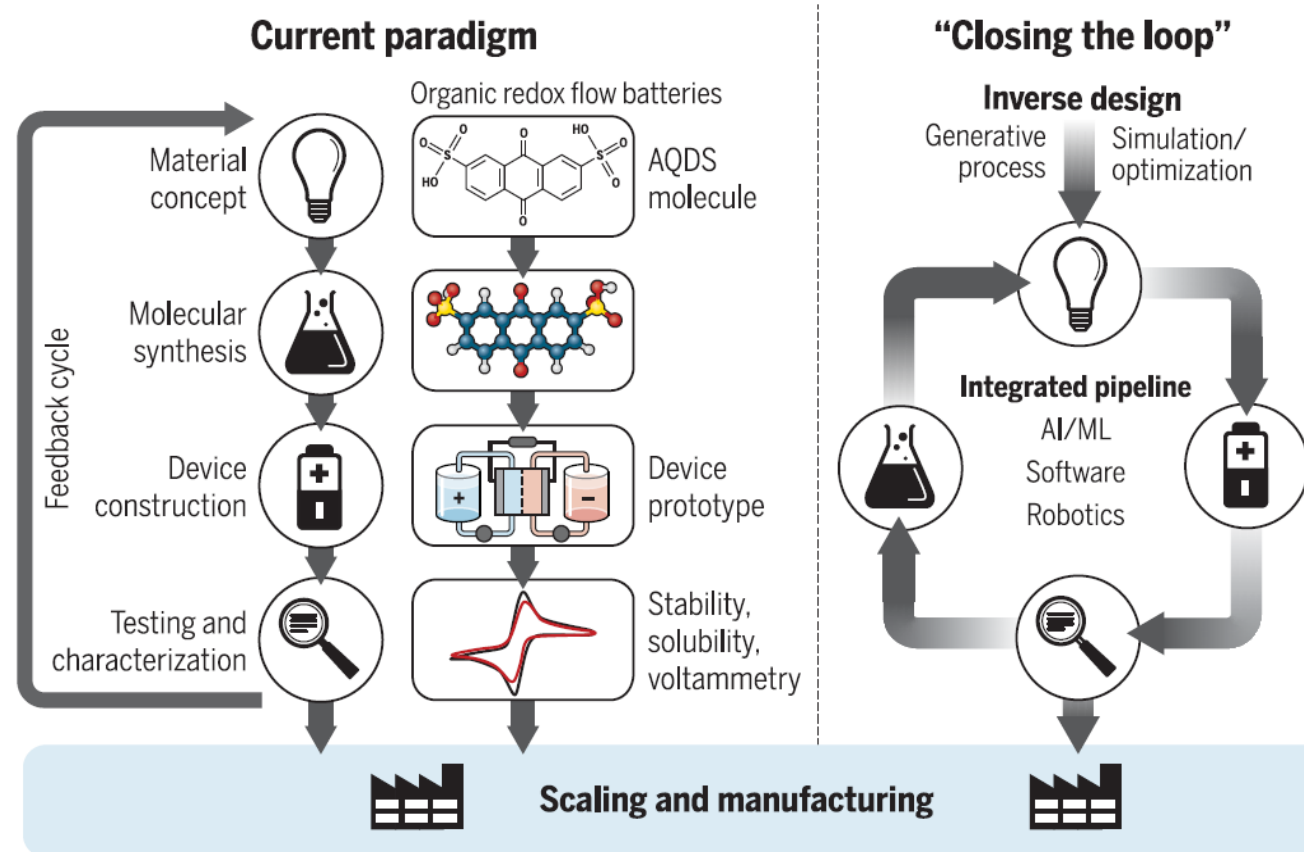 Current paradigm
Organic redox flow batteries
Feedback cycle
Material
concept
O
O
S
HO
O
O
HO
O
S
O
O
AQDS
molecule
Molecular
synthesis
Device
construction
+
+
−
Device
prototype
Testing and
characterization
Stability,
solubility,
voltammetry
“Closing the loop”
Inverse design
Generative
process
Simulation/
optimization
Integrated pipeline
AI/ML
Software
Robotics
+
Scaling and manufacturing